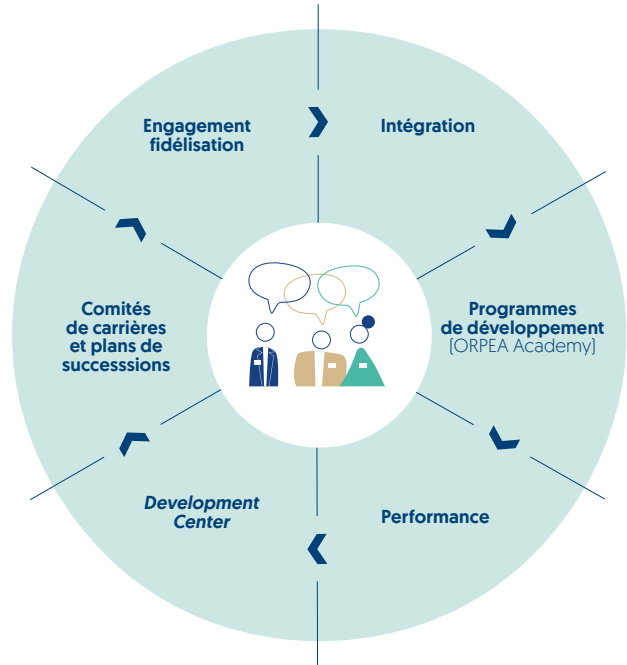 Engagement
fidélisation
Intégration
Programmes
de développement
[ORPEA Academy]
Performance
Development
Center
Comités
de carrières
et plans de
successsions